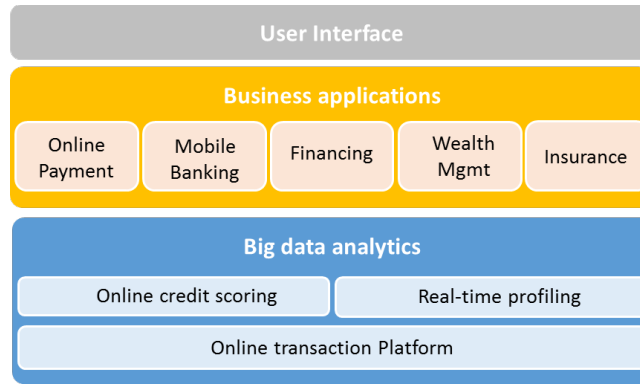 User Interface
Business applications
Online
Payment
Mobile
Banking
Financing
Wealth
Mgmt
Insurance
Big data analytics
Online credit scoring
Real-time profiling
Online transaction Platform